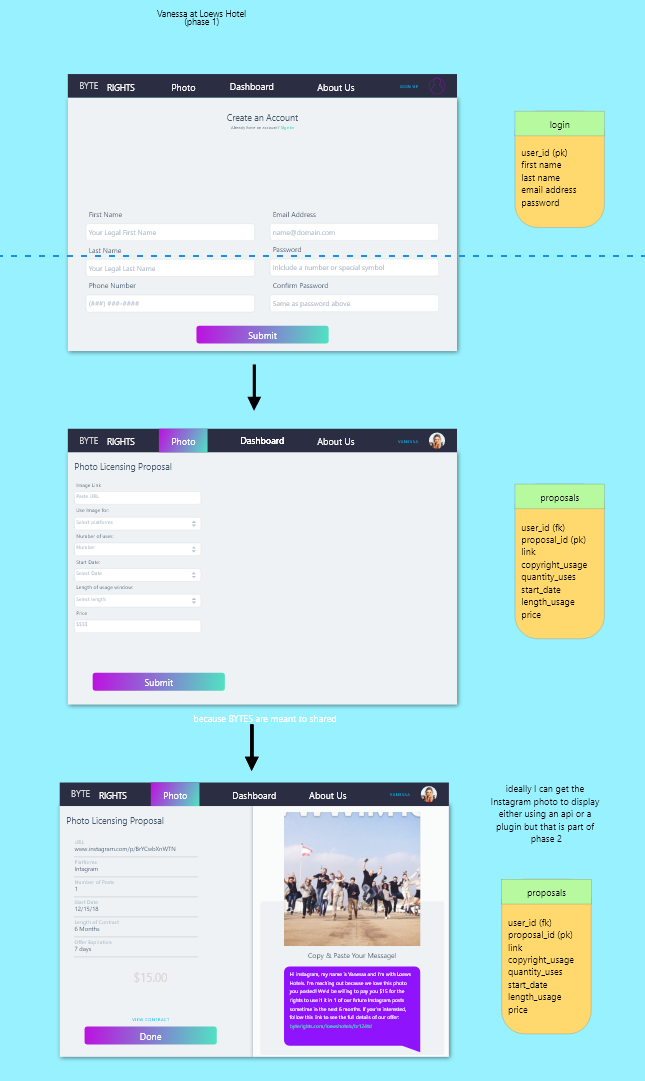 Vanessa at Loews Hotel
(phase 1)
BYTE RIGHTS Photo Dashboard About Us SIGN UP
Create an Account
Already have an account? Sign In
First Name
Your Legal First Name
Last Name
Your Legal Last Name
Phone Number
(###) ###-####
Email Address
name@domain.com
Password
Inlclude a number or special symbol
Confirm Password
Same as password above
Submit
login
user_id (pk)
first name
last name
email address
password
BYTE RIGHTS Photo Dashboard About Us VANESSA
Photo Licensing Proposal
Image Link
Paste URL
Use Image for:
Select platforms
Number of uses:
Number
Start Date:
Select Date
Length of usage window:
Select length
Price
$$$$
Submit
proposals
user_id (fk)
proposal_id (pk)
link
copyright_usage
quantity_uses
start_date
length_usage
price
because BYTES are meant to shared
BYTE RIGHTS Photo Dashboard About Us VANESSA
Photo Licensing Proposal
URL
www.instagram.com/p/BrYCwbXnWTN
Platforms
Intagram
Number of Posts
1
Start Date
12/15/18
Length of Contract
6 Months
Offer Expiration
7 days
$15.00
VIEW CONTRACT
Done
Copy & Paste Your Message!
Hi Instagram, my name is Vanessa and I'm with Loews
Hotels. I'm reaching out because we love this photo
you posted! We'd be willing to pay you $15 for the
rights to use it it in 1 of our future Instagram posts
sometime in the next 6 months. If you're interested,
follow this link to see the full details of our offer:
ideally I can get the
Instagram photo to display
either using an api or a
plugin but that is part of
phase 2
proposals
user_id (fk)
proposal_id (pk)
link
copyright_usage
quantity_uses
start_date
length_usage
price